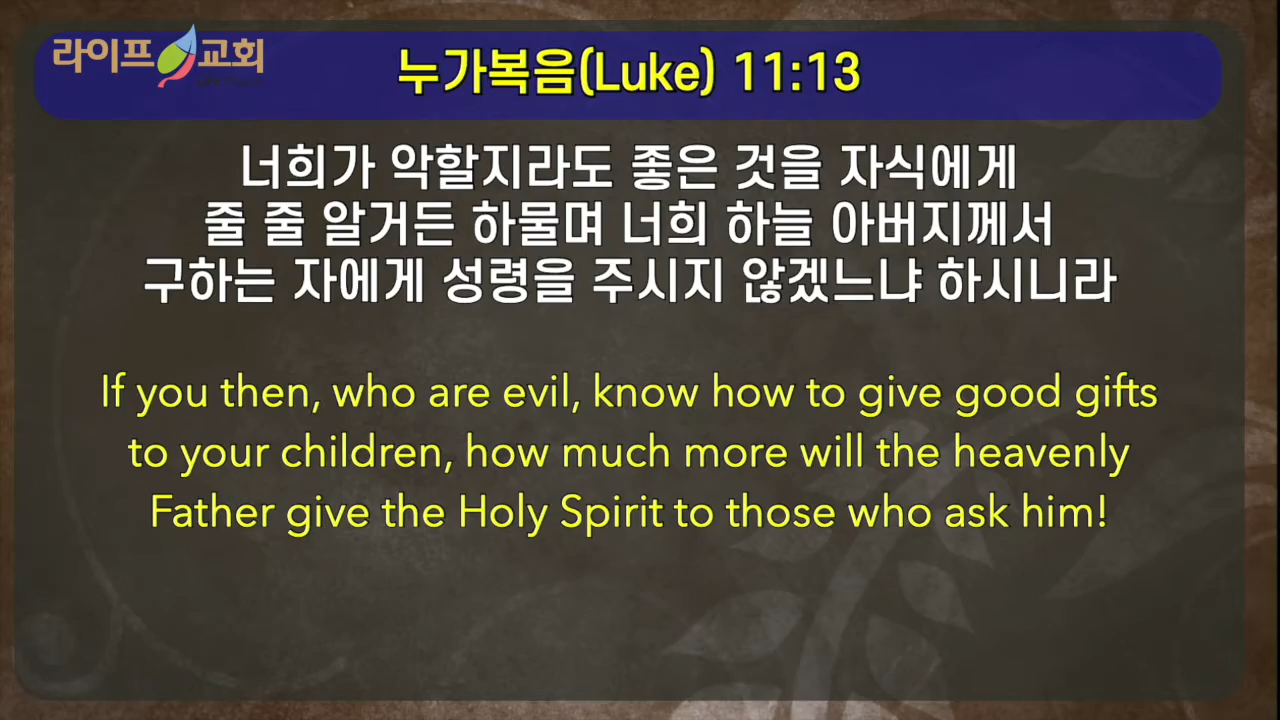 라이프 교회
누가복음(Luke) 11:13
너희가 악할지라도 좋은 것을 자식에게
줄 줄 알거든 하물며 너희 하늘 아버지께서
구하는 자에게 성령을 주시지 않겠느냐 하시니라
If you then, who are evil, know how to give good gifts
to your children, how much more will the heavenly
Father give the Holy Spirit to those who ask him!